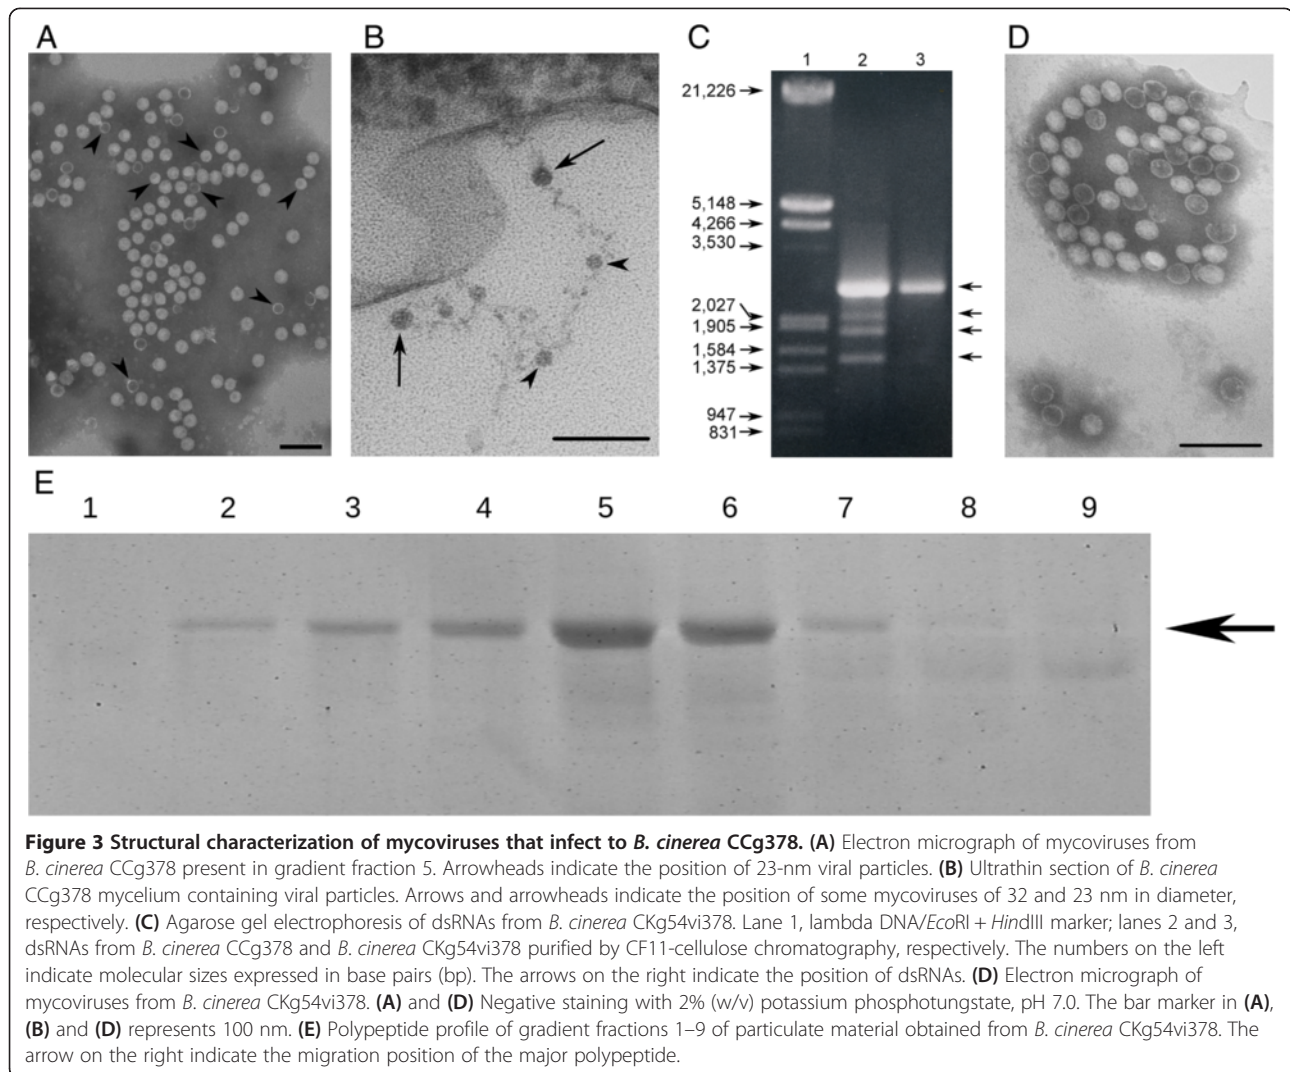 A
B
C
D
1 2 3
21,226
5,148
4,266
3,530
2,027
1,905
1,584
1,375
947
831
E
1 2 3 4 5 6 7 8 9
Figure 3 Structural characterization of mycoviruses that infect to B. cinerea CCg378. (A) Electron micrograph of mycoviruses from
B. cinerea CCg378 present in gradient fraction 5. Arrowheads indicate the position of 23-nm viral particles. (B) Ultrathin section of B. cinerea
CCg378 mycelium containing viral particles. Arrows and arrowheads indicate the position of some mycoviruses of 32 and 23 nm in diameter,
respectively. (C) Agarose gel electrophoresis of dsRNAs from B. cinerea CKg54vi378. Lane 1, lambda DNA/EcoRI + HindIII marker; lanes 2 and 3,
dsRNAs from B. cinerea CCg378 and B. cinerea CKg54vi378 purified by CF11-cellulose chromatography, respectively. The numbers on the left
indicate molecular sizes expressed in base pairs (bp). The arrows on the right indicate the position of dsRNAs. (D) Electron micrograph of
mycoviruses from B. cinerea CKg54vi378. (A) and (D) Negative staining with 2% (w/v) potassium phosphotungstate, pH 7.0. The bar marker in (A),
(B) and (D) represents 100 nm. (E) Polypeptide profile of gradient fractions 1–9 of particulate material obtained from B. cinerea CKg54vi378. The
arrow on the right indicate the migration position of the major polypeptide.